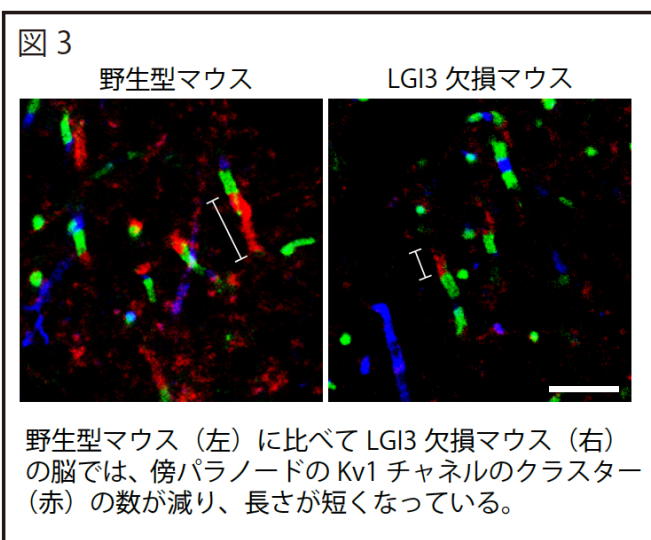 図 3
野生型マウス
LGI3 欠損マウス
野生型マウス（左）に比べて LGI3 欠損マウス（右）
の脳では、傍パラノードの Kv1 チャネルのクラスター
（赤）の数が減り、長さが短くなっている。